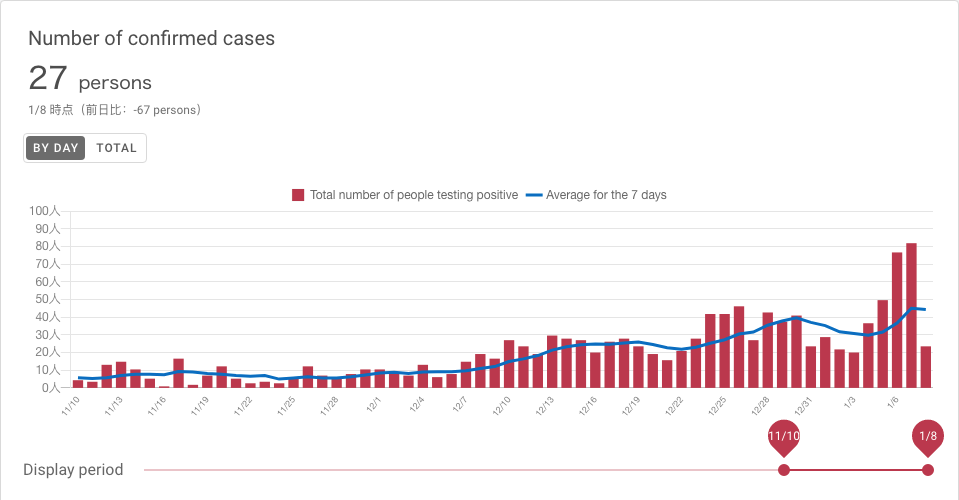 Number of confirmed cases
27 persons
1/8 時点（前日比： -67 persons）
BY DAY TOTAL
Total number of people testing positive Average for the 7 days
100人
90人
80人
70人
60人
50人
40人
30人
20人
10人
0人
11/10 11/13 11/16 11/19 11/22 11/25 11/28 12/1 12/4 12/7 12/10 12/13 12/16 12/19 12/22 12/25 12/28 12/31 1/3 1/6
11/10 1/8
Display period